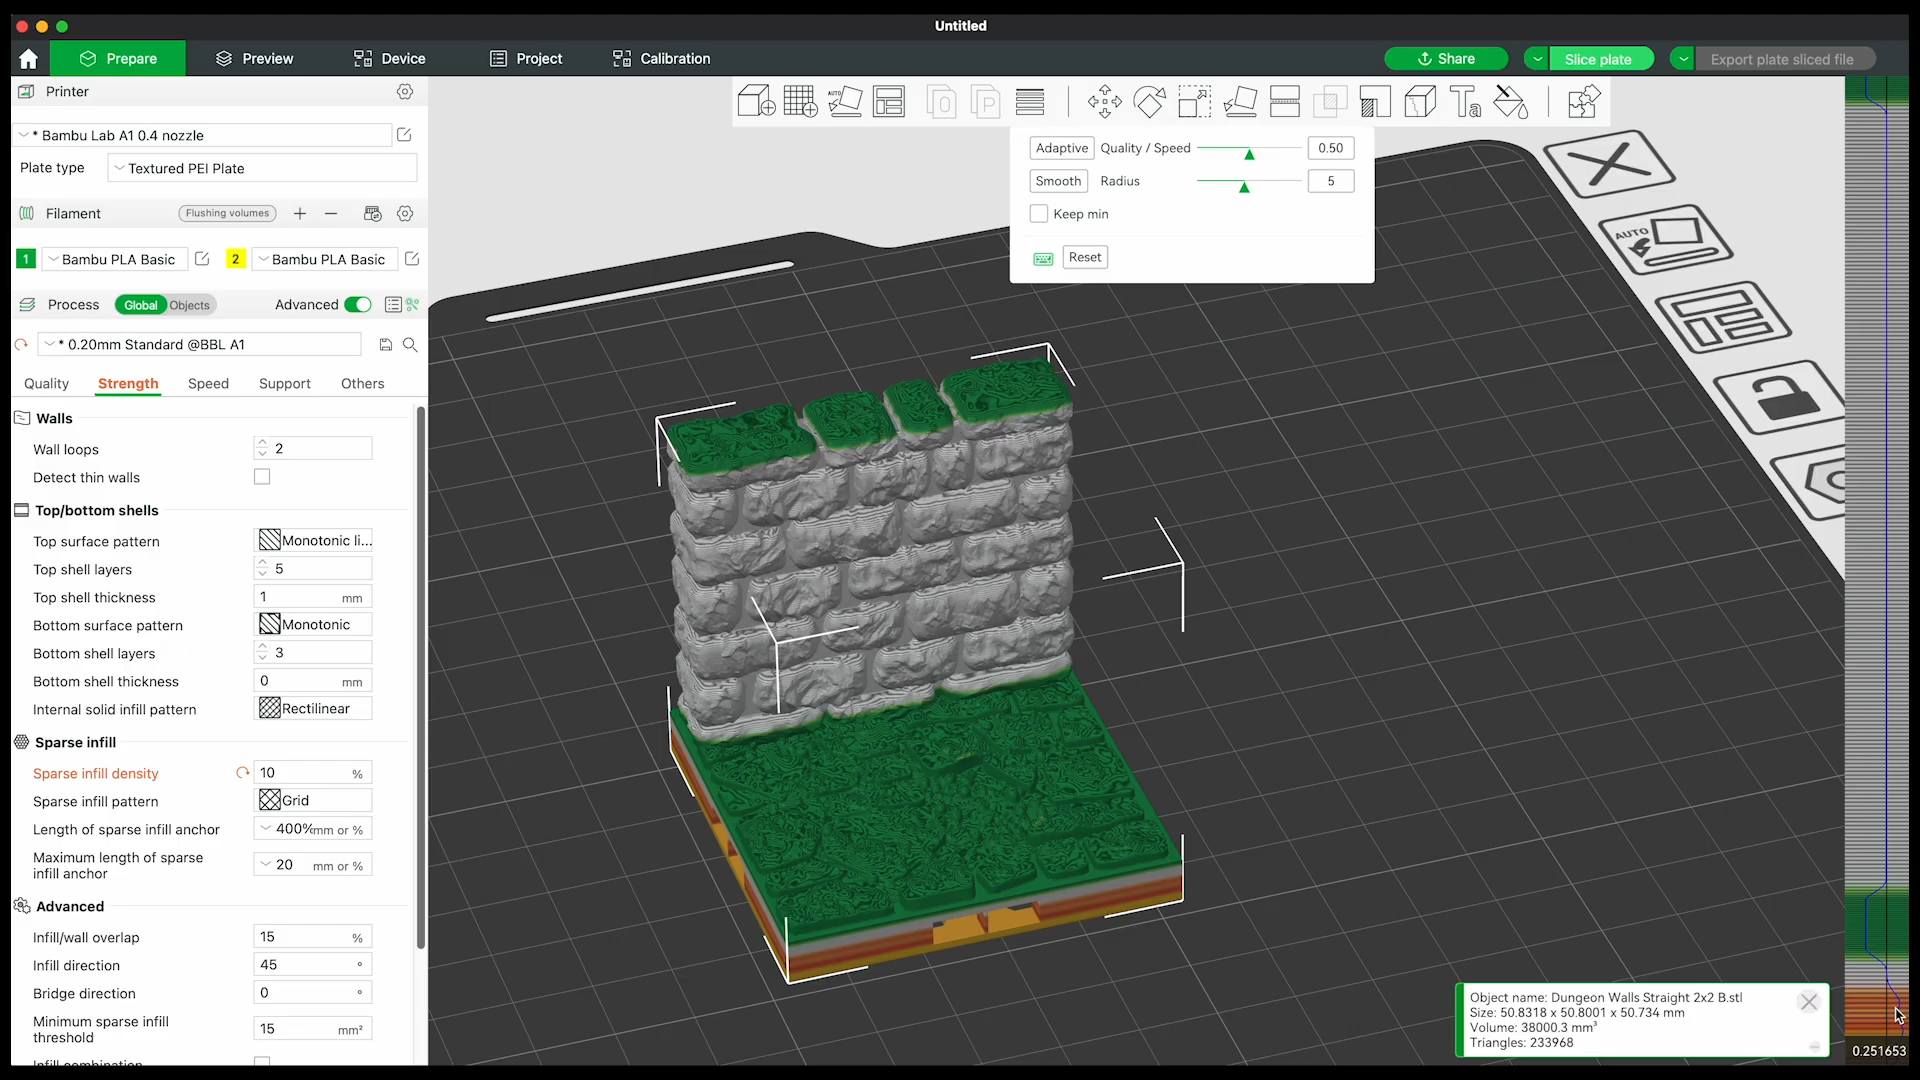 Untitled
Prepare
Preview
Device
Project
Calibration
Share
Slice plate
Export plate sliced file
Printer
* Bambu Lab A1 0.4 nozzle
Plate type
Textured PEI Plate
Filament
Flushing volumes
1
Bambu PLA Basic
2
Bambu PLA Basic
Process
Global
Objects
Advanced
* 0.20mm Standard @BBL A1
Quality
Strength
Speed
Support
Others
Walls
Wall loops
2
Detect thin walls
Top/bottom shells
Top surface pattern
Monotonic li...
Top shell layers
5
Top shell thickness
1 mm
Bottom surface pattern
Monotonic
Bottom shell layers
3
Bottom shell thickness
0 mm
Internal solid infill pattern
Rectilinear
Sparse infill
Sparse infill density
10 %
Sparse infill pattern
Grid
Length of sparse infill anchor
400% mm or %
Maximum length of sparse
infill anchor
20 mm or %
Advanced
Infill/wall overlap
15 %
Infill direction
45 °
Bridge direction
0 °
Minimum sparse infill
threshold
15 mm²
Infill combination
AUTO
Adaptive
Quality / Speed
0.50
Smooth
Radius
5
Keep min
Reset
AUTO
Object name: Dungeon Walls Straight 2x2 B.stl
Size: 50.8318 x 50.8001 x 50.734 mm
Volume: 38000.3 mm³
Triangles: 233968
0.251653